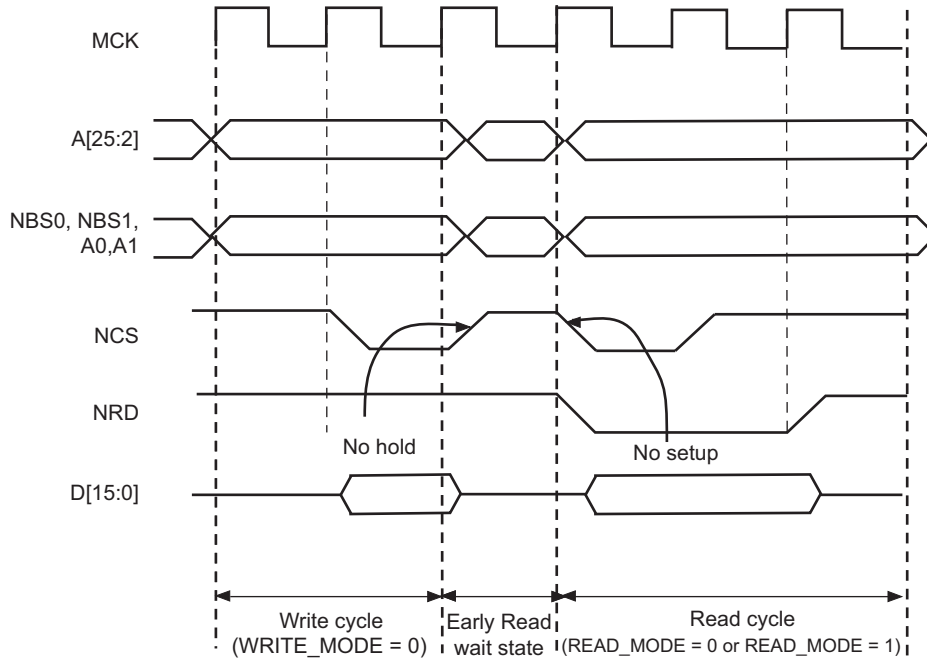 MCK
A[25:2]
NBS0, NBS1,
A0,A1
NCS
NRD
No hold
No setup
D[15:0]
Write cycle
(WRITE_MODE = 0)
Early Read
wait state
Read cycle
(READ_MODE = 0 or READ_MODE = 1)